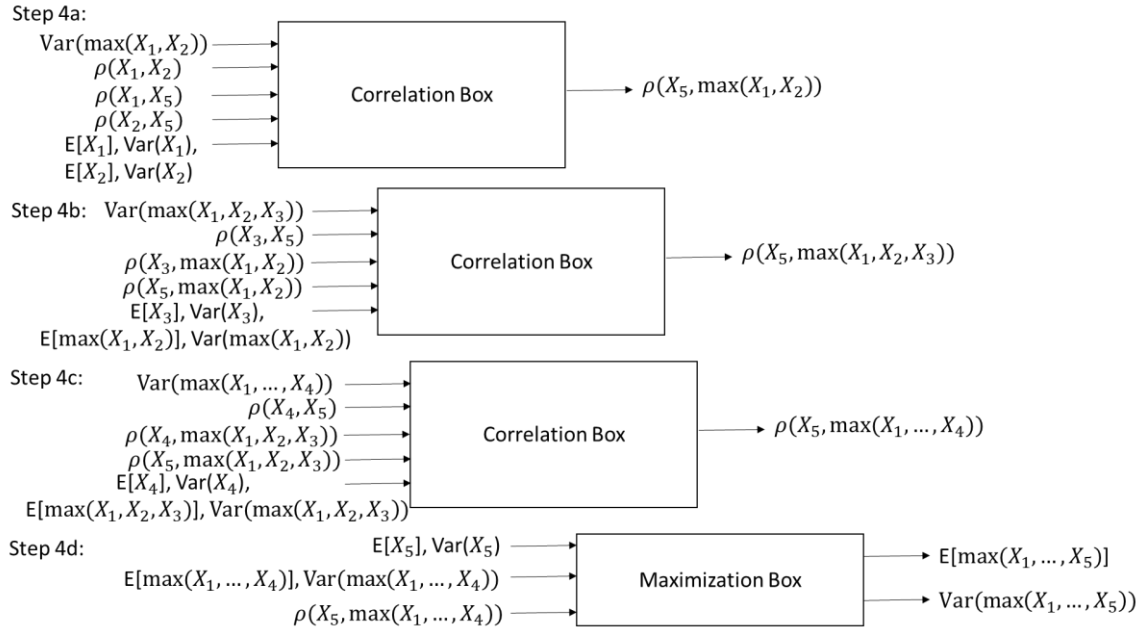 Step 4a:
Var(max(X₁, X₂))
ρ(X₁, X₂)
ρ(X₁, X₅)
ρ(X₂, X₅)
E[X₁], Var(X₁),
E[X₂], Var(X₂)
Correlation Box
ρ(X₅, max(X₁, X₂))
Step 4b:
Var(max(X₁, X₂, X₃))
ρ(X₃, X₅)
ρ(X₃, max(X₁, X₂))
ρ(X₅, max(X₁, X₂))
E[X₃], Var(X₃),
E[max(X₁, X₂)], Var(max(X₁, X₂))
Correlation Box
ρ(X₅, max(X₁, X₂, X₃))
Step 4c:
Var(max(X₁, ..., X₄))
ρ(X₄, X₅)
ρ(X₄, max(X₁, X₂, X₃))
ρ(X₅, max(X₁, X₂, X₃))
E[X₄], Var(X₄),
E[max(X₁, X₂, X₃)], Var(max(X₁, X₂, X₃))
Correlation Box
ρ(X₅, max(X₁, ..., X₄))
Step 4d:
E[X₅], Var(X₅)
E[max(X₁, ..., X₄)], Var(max(X₁, ..., X₄))
ρ(X₅, max(X₁, ..., X₄))
Maximization Box
E[max(X₁, ..., X₅)]
Var(max(X₁, ..., X₅))